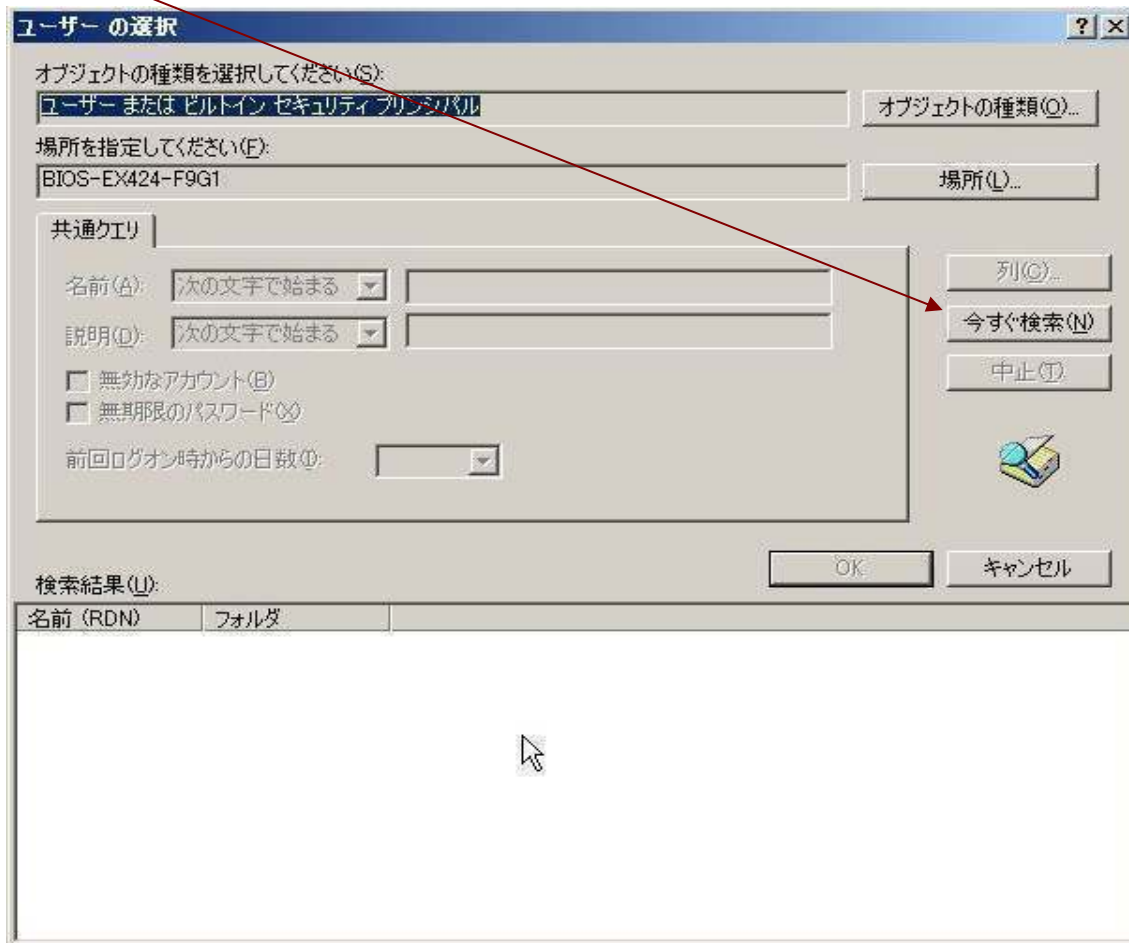 ユーザー の選択
オブジェクトの種類を選択してください(S):
ユーザー または ビルトイン セキュリティ プリンシパル
オブジェクトの種類(O)...
場所を指定してください(F):
BIOS-EX424-F9G1
場所(L)...
共通クエリ
名前(A):
次の文字で始まる
列(C)...
今すぐ検索(N)
説明(D):
次の文字で始まる
中止(T)
無効なアカウント(B)
無期限のパスワード(X)
前回ログオン時からの日数(I):
OK
キャンセル
検索結果(U):
名前 (RDN)
フォルダ